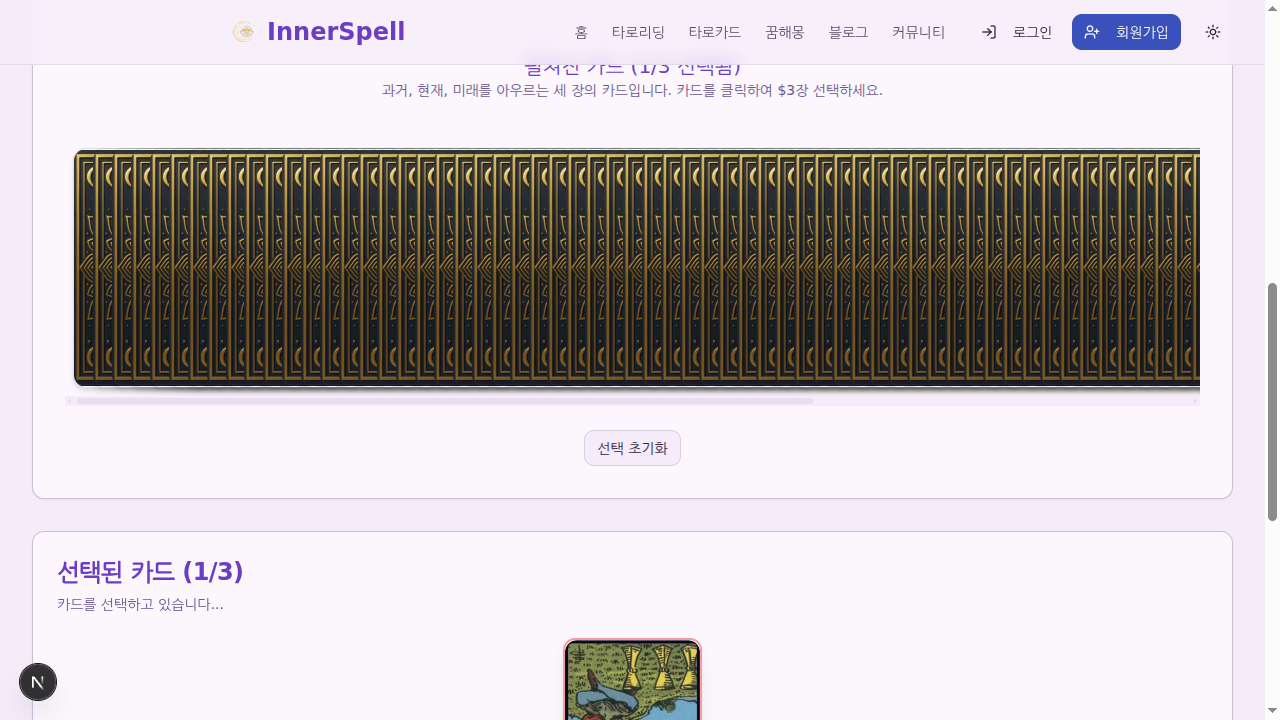 InnerSpell
홈
타로리딩
타로카드
꿈해몽
블로그
커뮤니티
로그인
회원가입
펼쳐진 카드 (1/3 선택됨)
과거, 현재, 미래를 아우르는 세 장의 카드입니다. 카드를 클릭하여 $3장 선택하세요.
선택 초기화
선택된 카드 (1/3)
카드를 선택하고 있습니다...
N